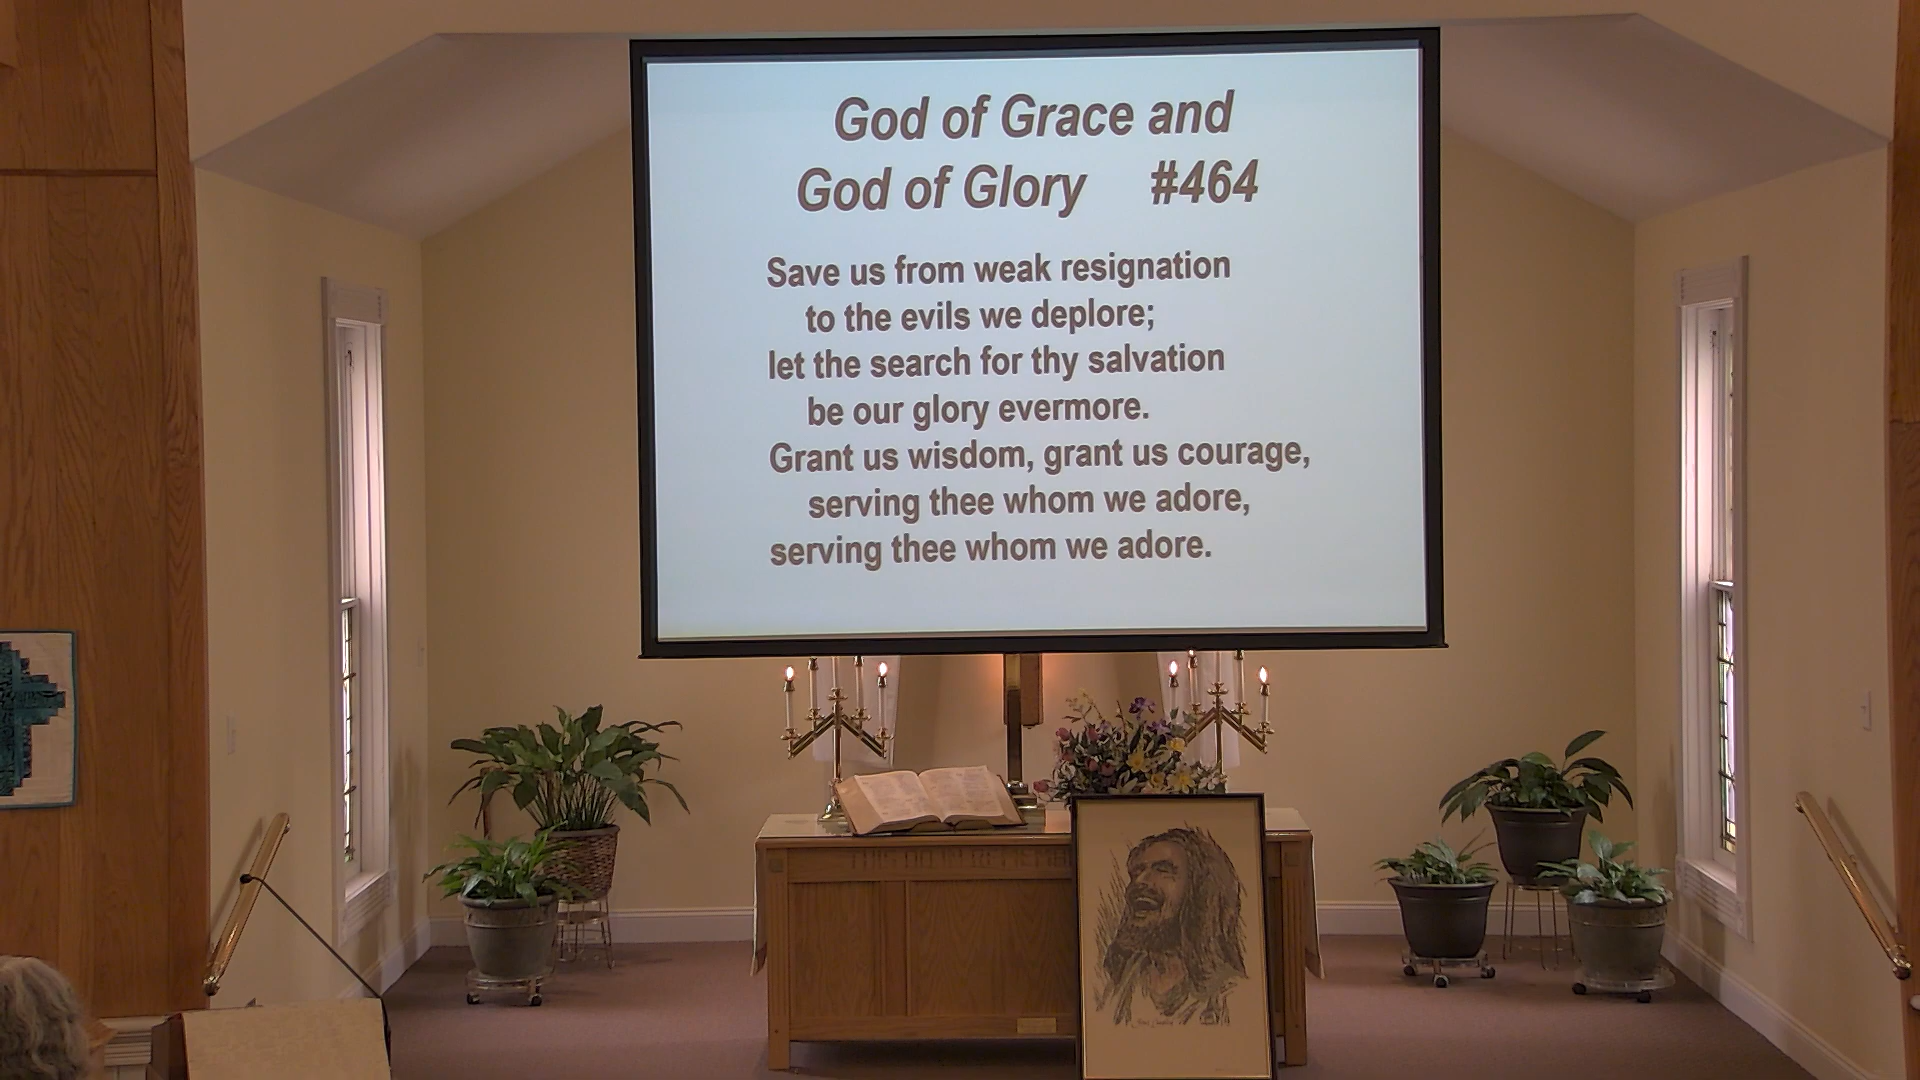 God of Grace and
God of Glory #464
Save us from weak resignation
to the evils we deplore;
let the search for thy salvation
be our glory evermore.
Grant us wisdom, grant us courage,
serving thee whom we adore,
serving thee whom we adore.